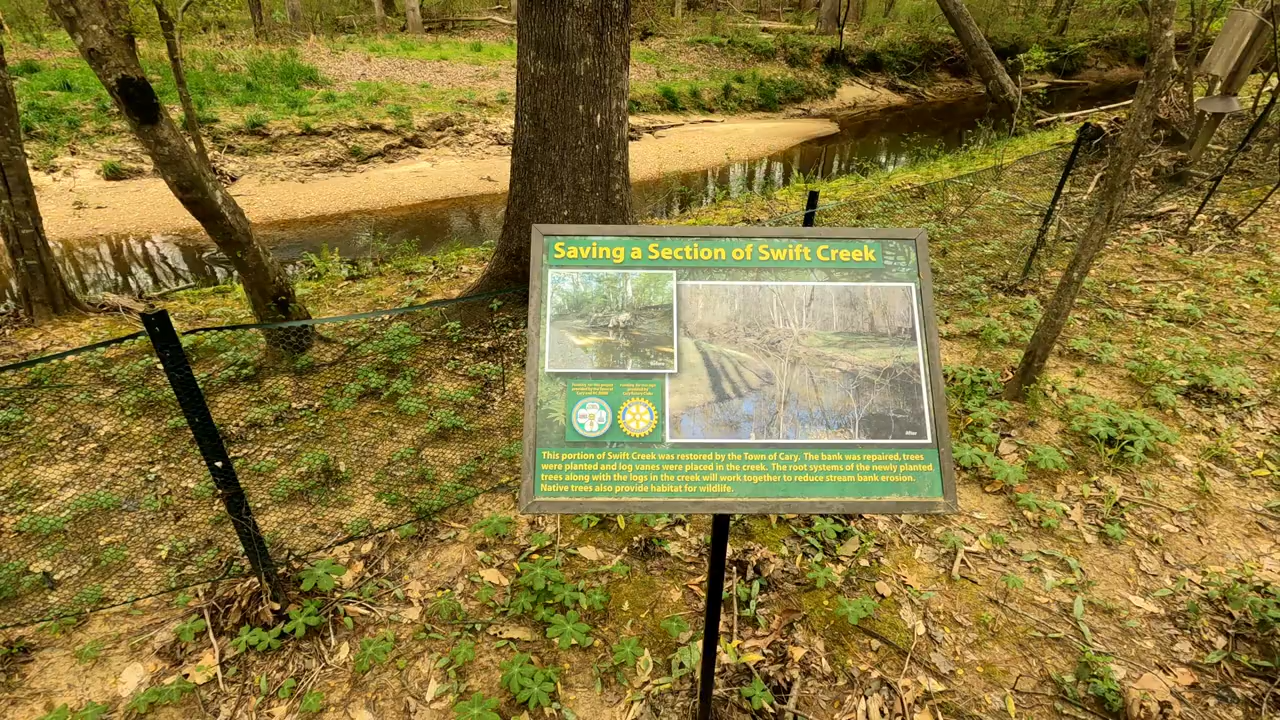 Saving a Section of Swift Creek
Before
After
This portion of Swift Creek was restored by the Town of Cary. The bank was repaired, trees
were planted and log vanes were placed in the creek. The root systems of the newly planted
trees along with the logs in the creek will work together to reduce stream bank erosion.
Native trees also provide habitat for wildlife.